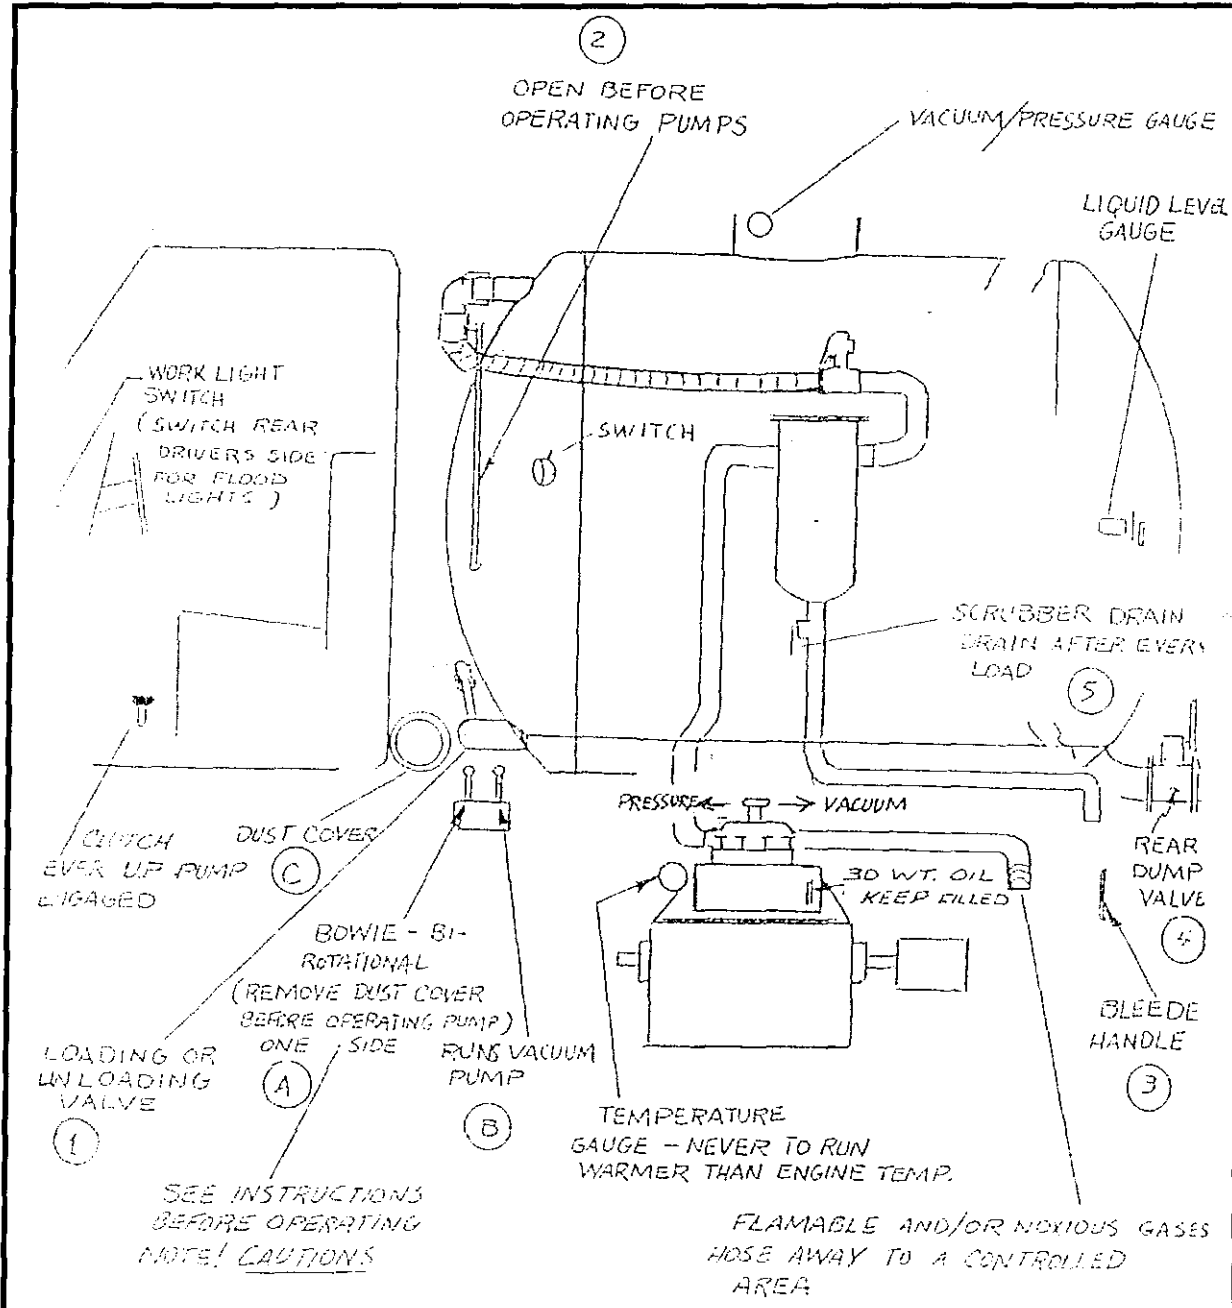 2
OPEN BEFORE
OPERATING PUMPS
VACUUM/PRESSURE GAUGE
LIQUID LEVEL
GAUGE
WORK LIGHT
SWITCH
(SWITCH REAR
DRIVERS SIDE
FOR FLOOD
LIGHTS)
SWITCH
SCRUBBER DRAIN
DRAIN AFTER EVERY
LOAD
5
PRESSURE
VACUUM
CLUTCH
EVER UP PUMP
ENGAGED
DUST COVER
C
30 WT. OIL
KEEP FILLED
REAR
DUMP
VALVE
4
BOWIE - BI-
ROTATIONAL
(REMOVE DUST COVER
BEFORE OPERATING PUMP)
ONE SIDE
A
LOADING OR
UNLOADING
VALVE
1
RUNS VACUUM
PUMP
B
BLEEDE
HANDLE
3
TEMPERATURE
GAUGE - NEVER TO RUN
WARMER THAN ENGINE TEMP.
SEE INSTRUCTIONS
BEFORE OPERATING
NOTE! CAUTIONS
FLAMABLE AND/OR NOXIOUS GASES
HOSE AWAY TO A CONTROLLED
AREA